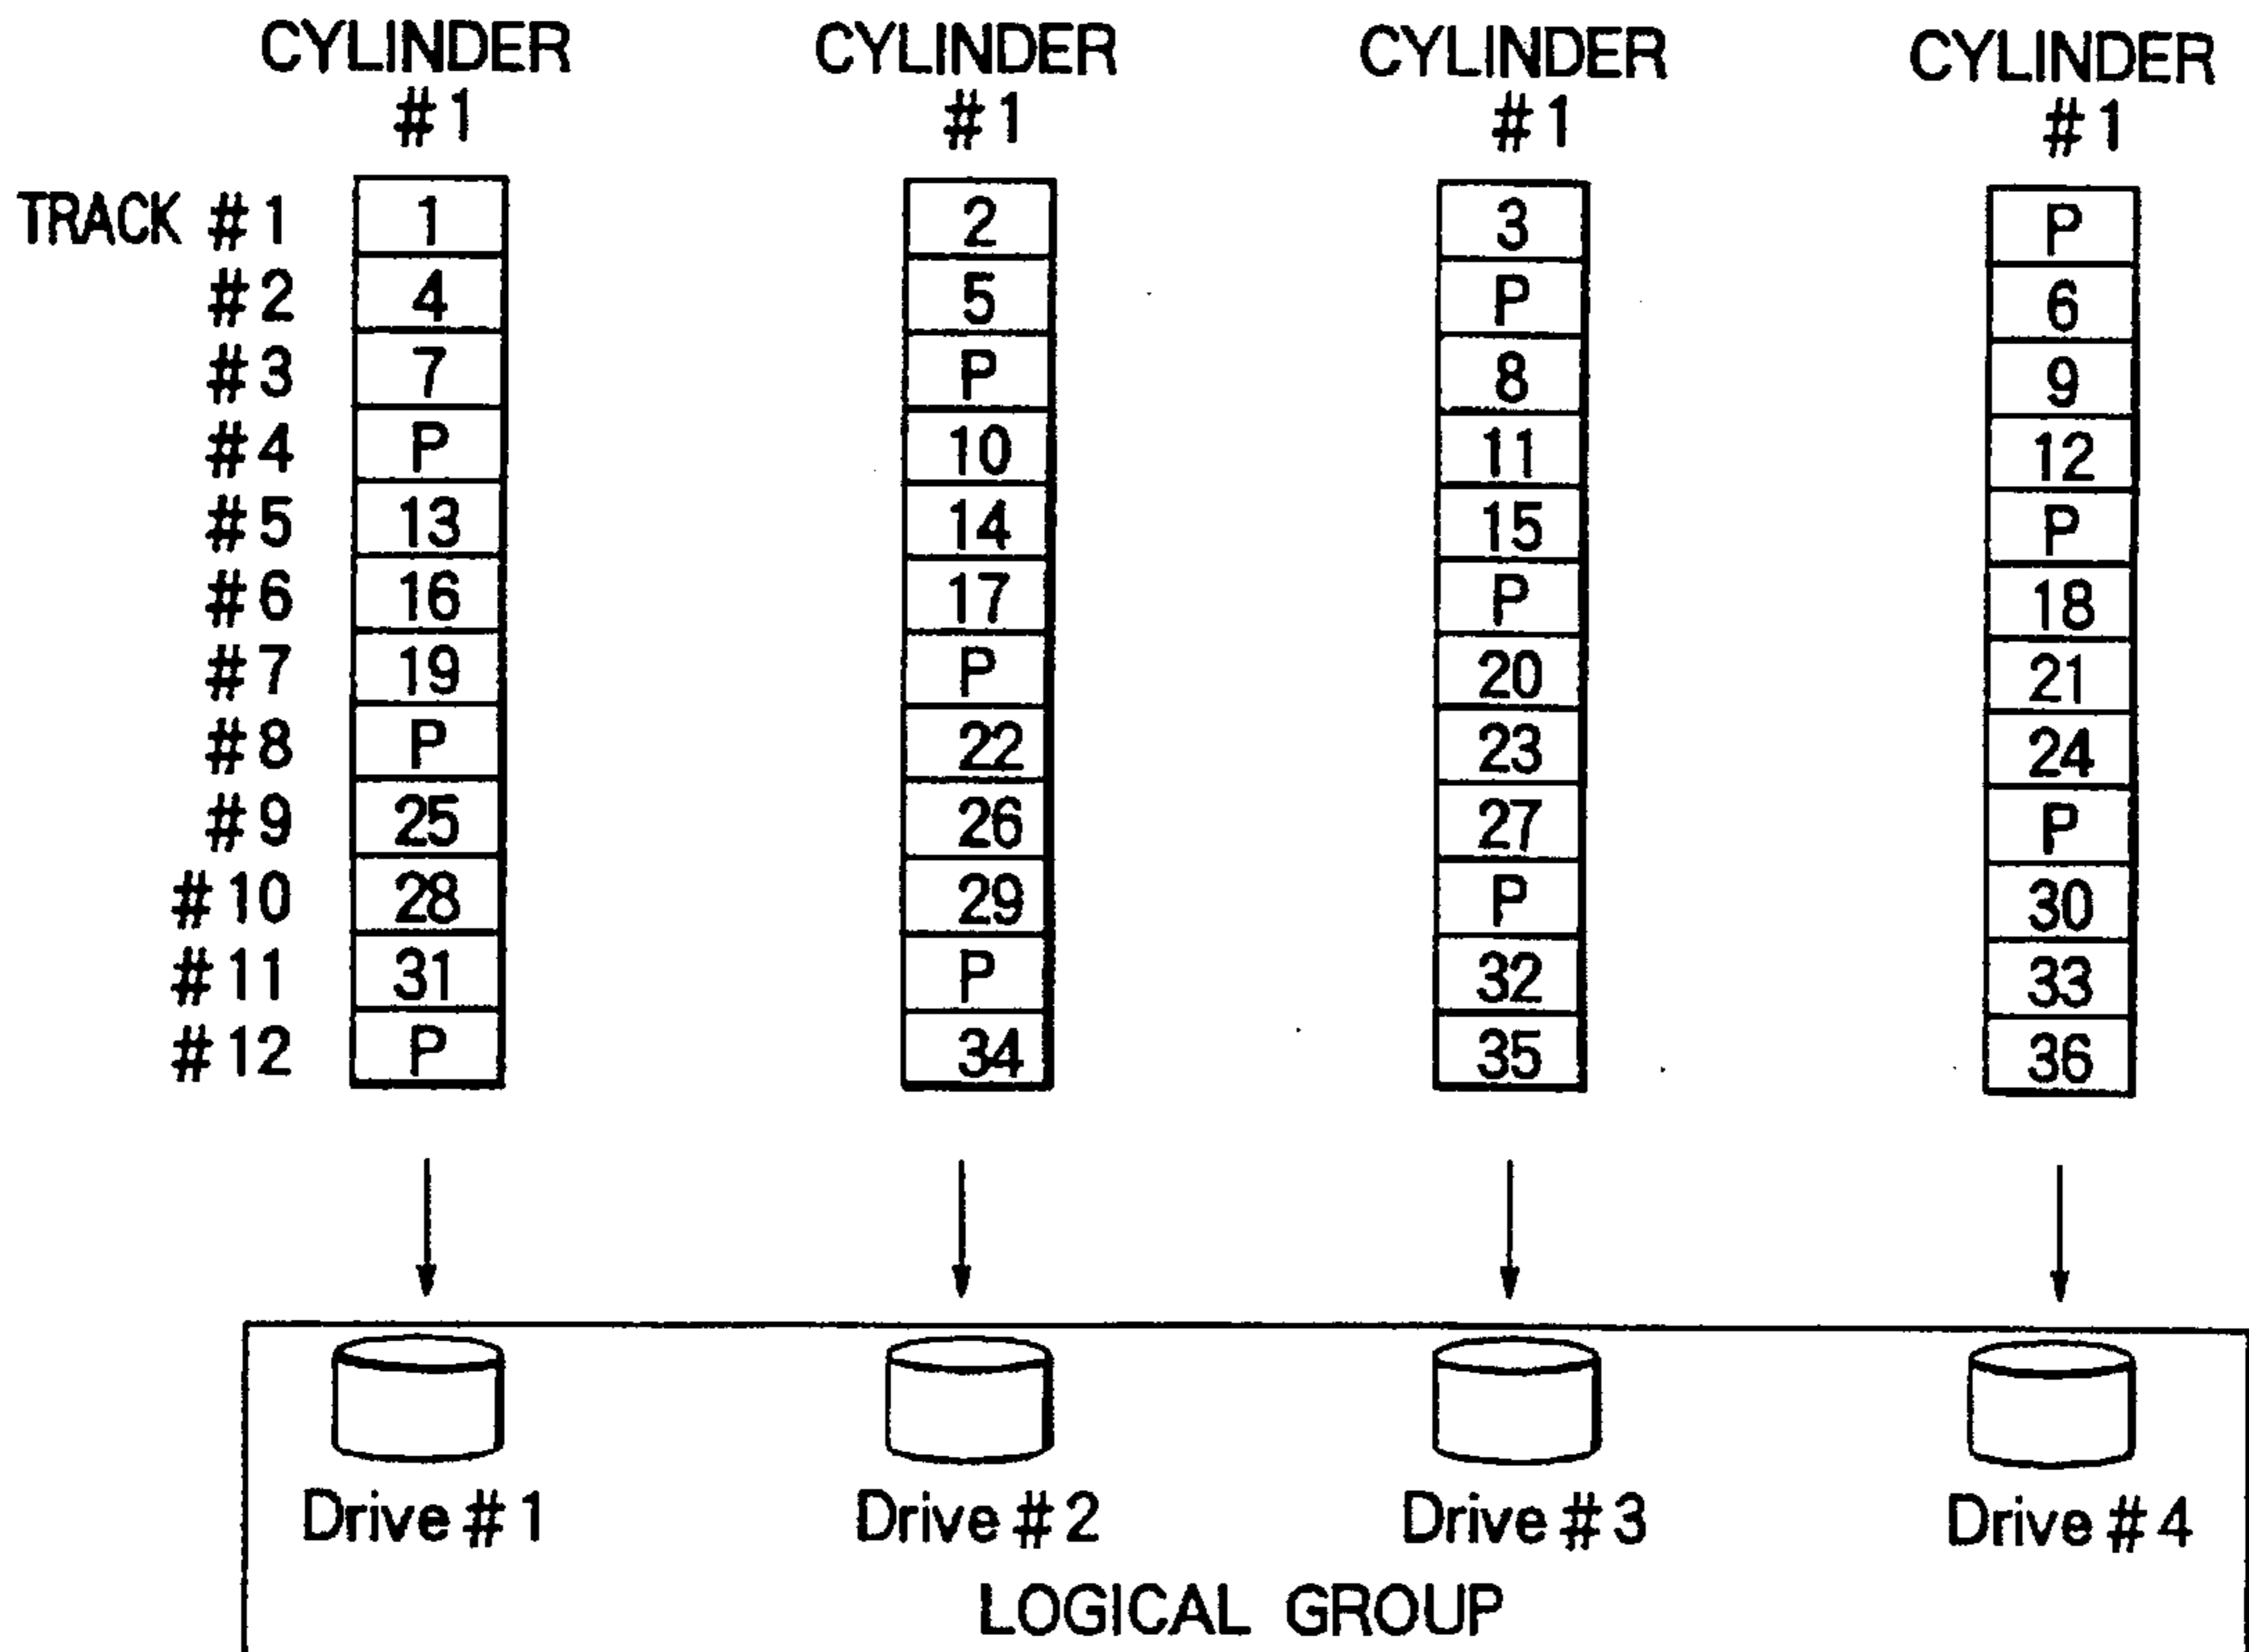 CYLINDER #1 CYLINDER #1 CYLINDER #1 CYLINDER #1
TRACK #1 1 2 3 P
#2 4 5 P 6
#3 7 P 8 9
#4 P 10 11 12
#5 13 14 15 P
#6 16 17 P 18
#7 19 P 20 21
#8 P 22 23 24
#9 25 26 27 P
#10 28 29 P 30
#11 31 P 32 33
#12 P 34 35 36
Drive #1 Drive #2 Drive #3 Drive #4
LOGICAL GROUP